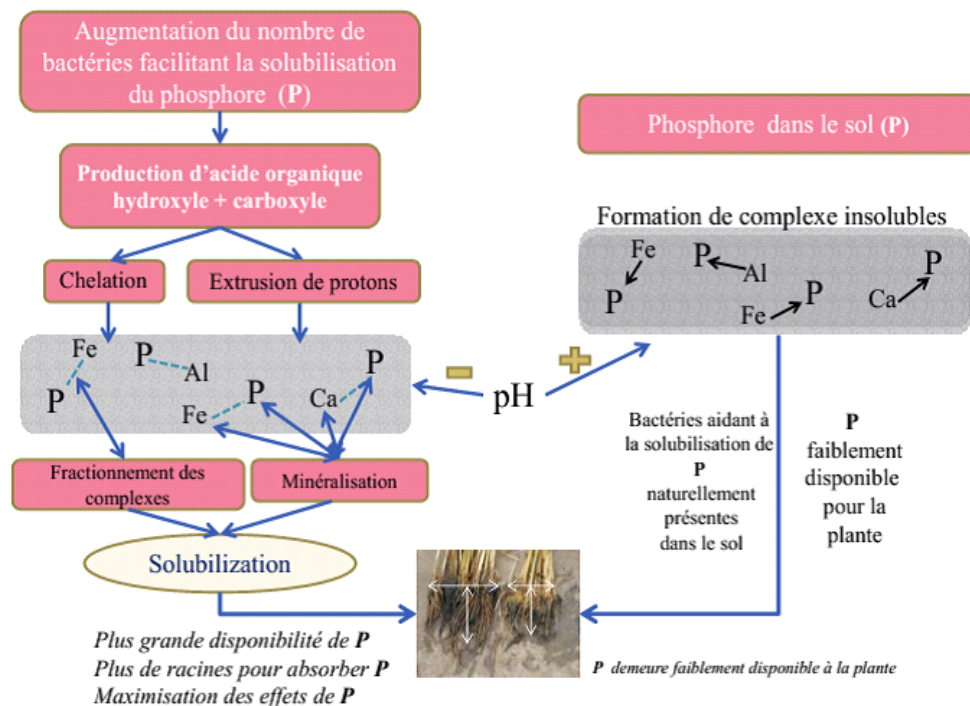 Augmentation du nombre de
bactéries facilitant la solubilisation
du phosphore (P)
Production d’acide organique
hydroxyle + carboxyle
Chelation
Extrusion de protons
Fe
P
P
Al
Fe
P
Ca
P
Fractionnement des
complexes
Minéralisation
Solubilization
Plus grande disponibilité de P
Plus de racines pour absorber P
Maximisation des effets de P
− pH +
Phosphore dans le sol (P)
Formation de complexe insolubles
Fe
P
P
Al
Fe
P
Ca
P
Bactéries aidant à
la solubilisation de
P
naturellement
présentes
dans le sol
P
faiblement
disponible
pour la
plante
P demeure faiblement disponible à la plante